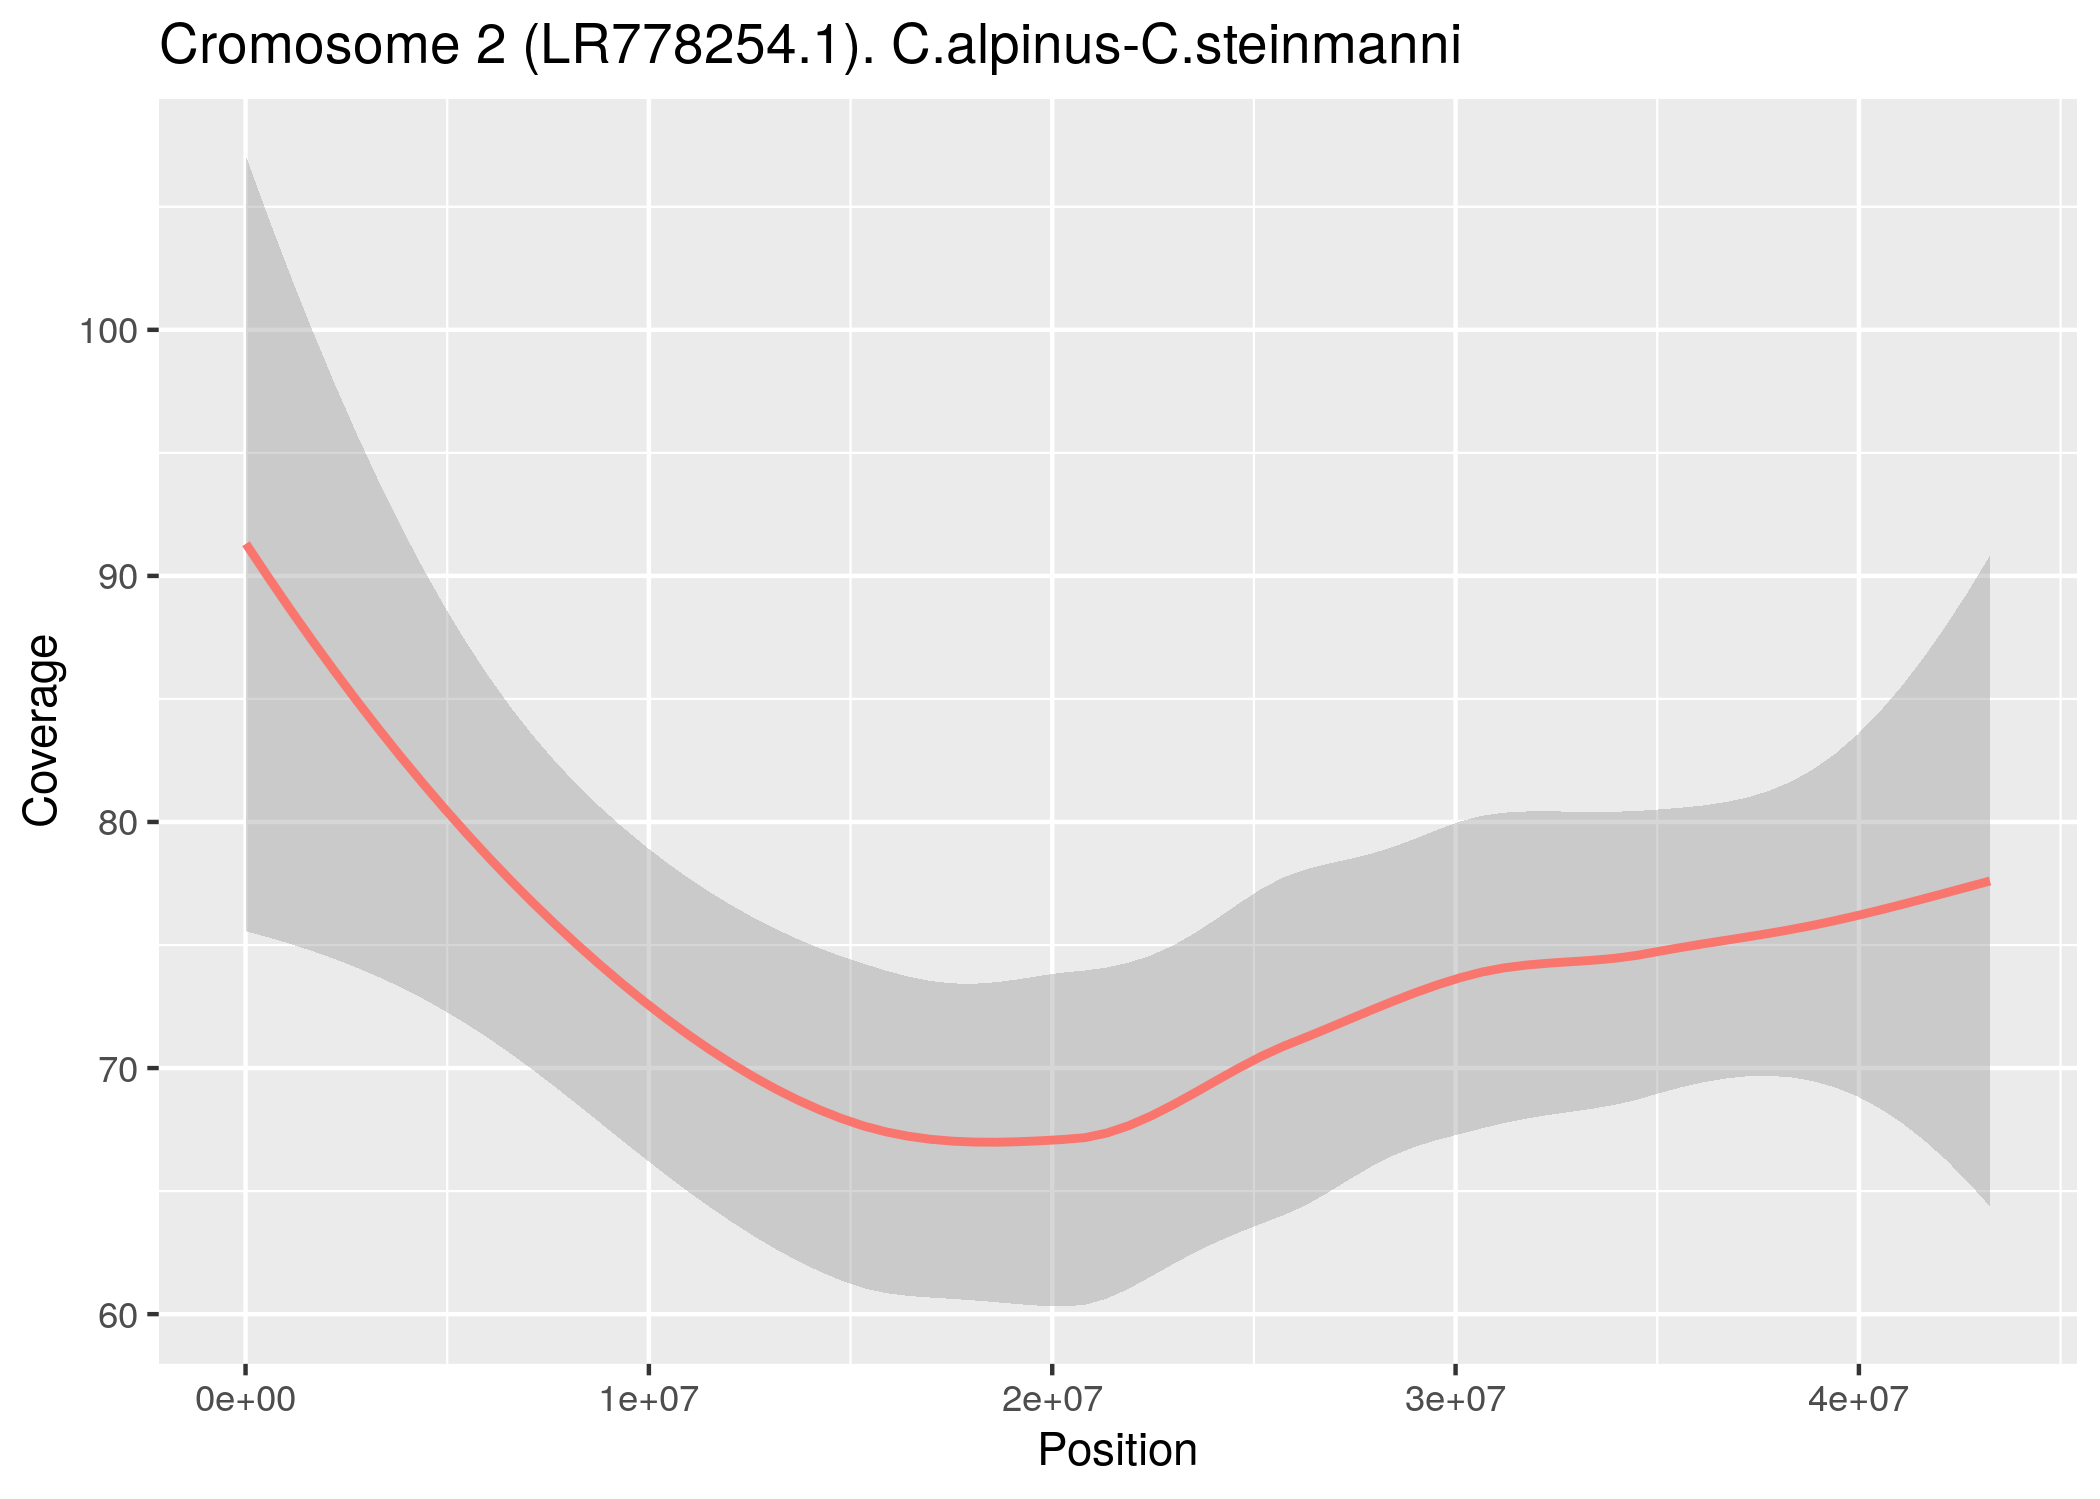 Cromosome 2 (LR778254.1). C.alpinus-C.steinmanni
100
90
80
70
60
Coverage
0e+00 1e+07 2e+07 3e+07 4e+07
Position